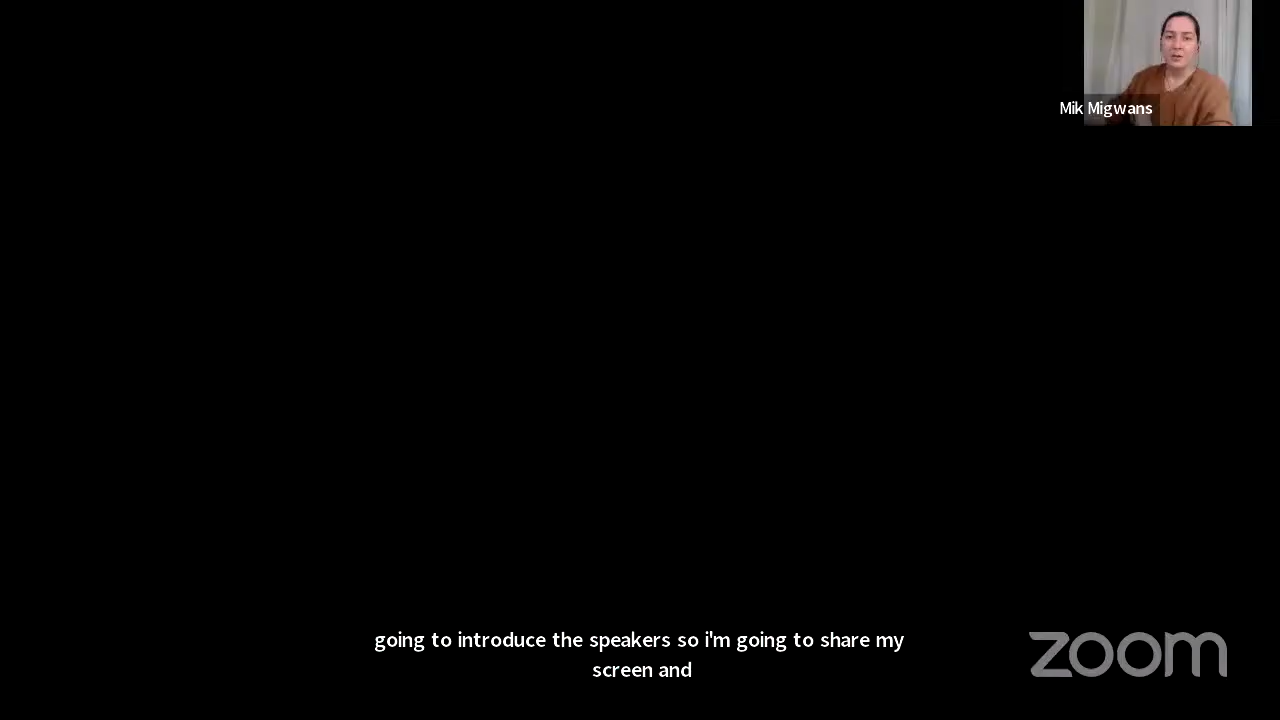 Mik Migwans
going to introduce the speakers so i'm going to share my
screen and
zoom